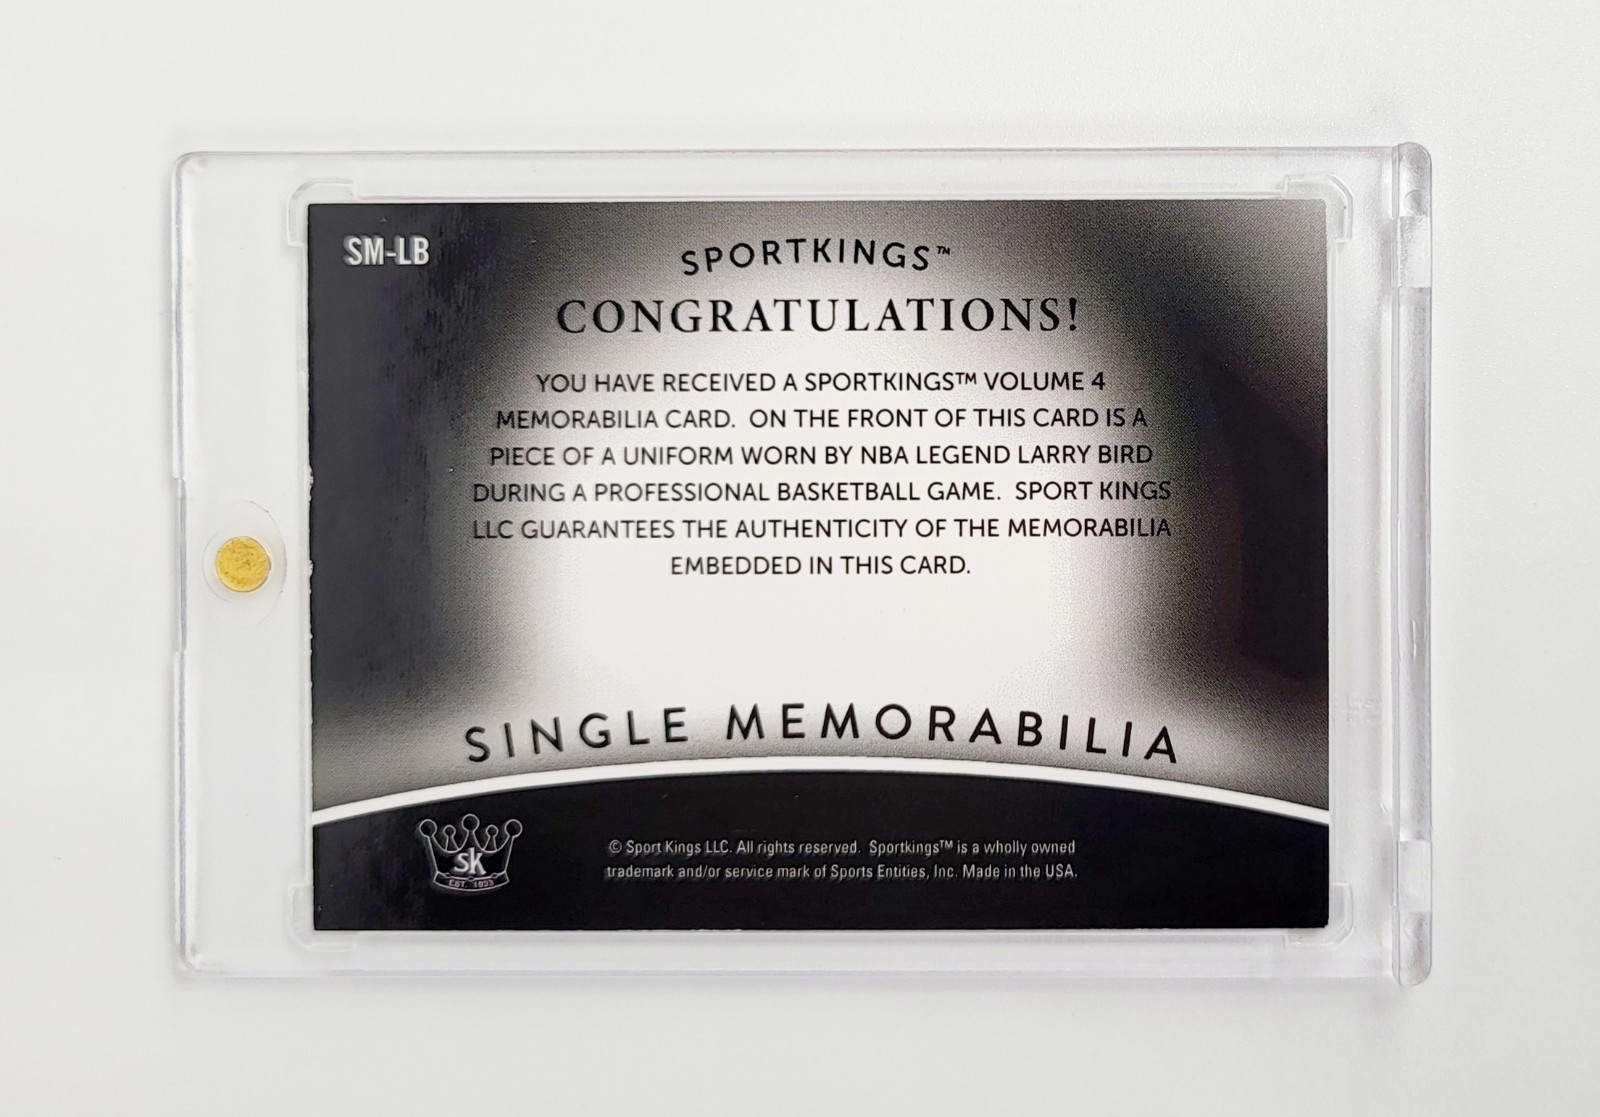 SM-LB
SPORTKINGS™
CONGRATULATIONS!
YOU HAVE RECEIVED A SPORTKINGS™ VOLUME 4
MEMORABILIA CARD. ON THE FRONT OF THIS CARD IS A
PIECE OF A UNIFORM WORN BY NBA LEGEND LARRY BIRD
DURING A PROFESSIONAL BASKETBALL GAME. SPORT KINGS
LLC GUARANTEES THE AUTHENTICITY OF THE MEMORABILIA
EMBEDDED IN THIS CARD.
SINGLE MEMORABILIA
sk
EST. 1933
© Sport Kings LLC. All rights reserved. Sportkings™ is a wholly owned
trademark and/or service mark of Sports Entities, Inc. Made in the USA.